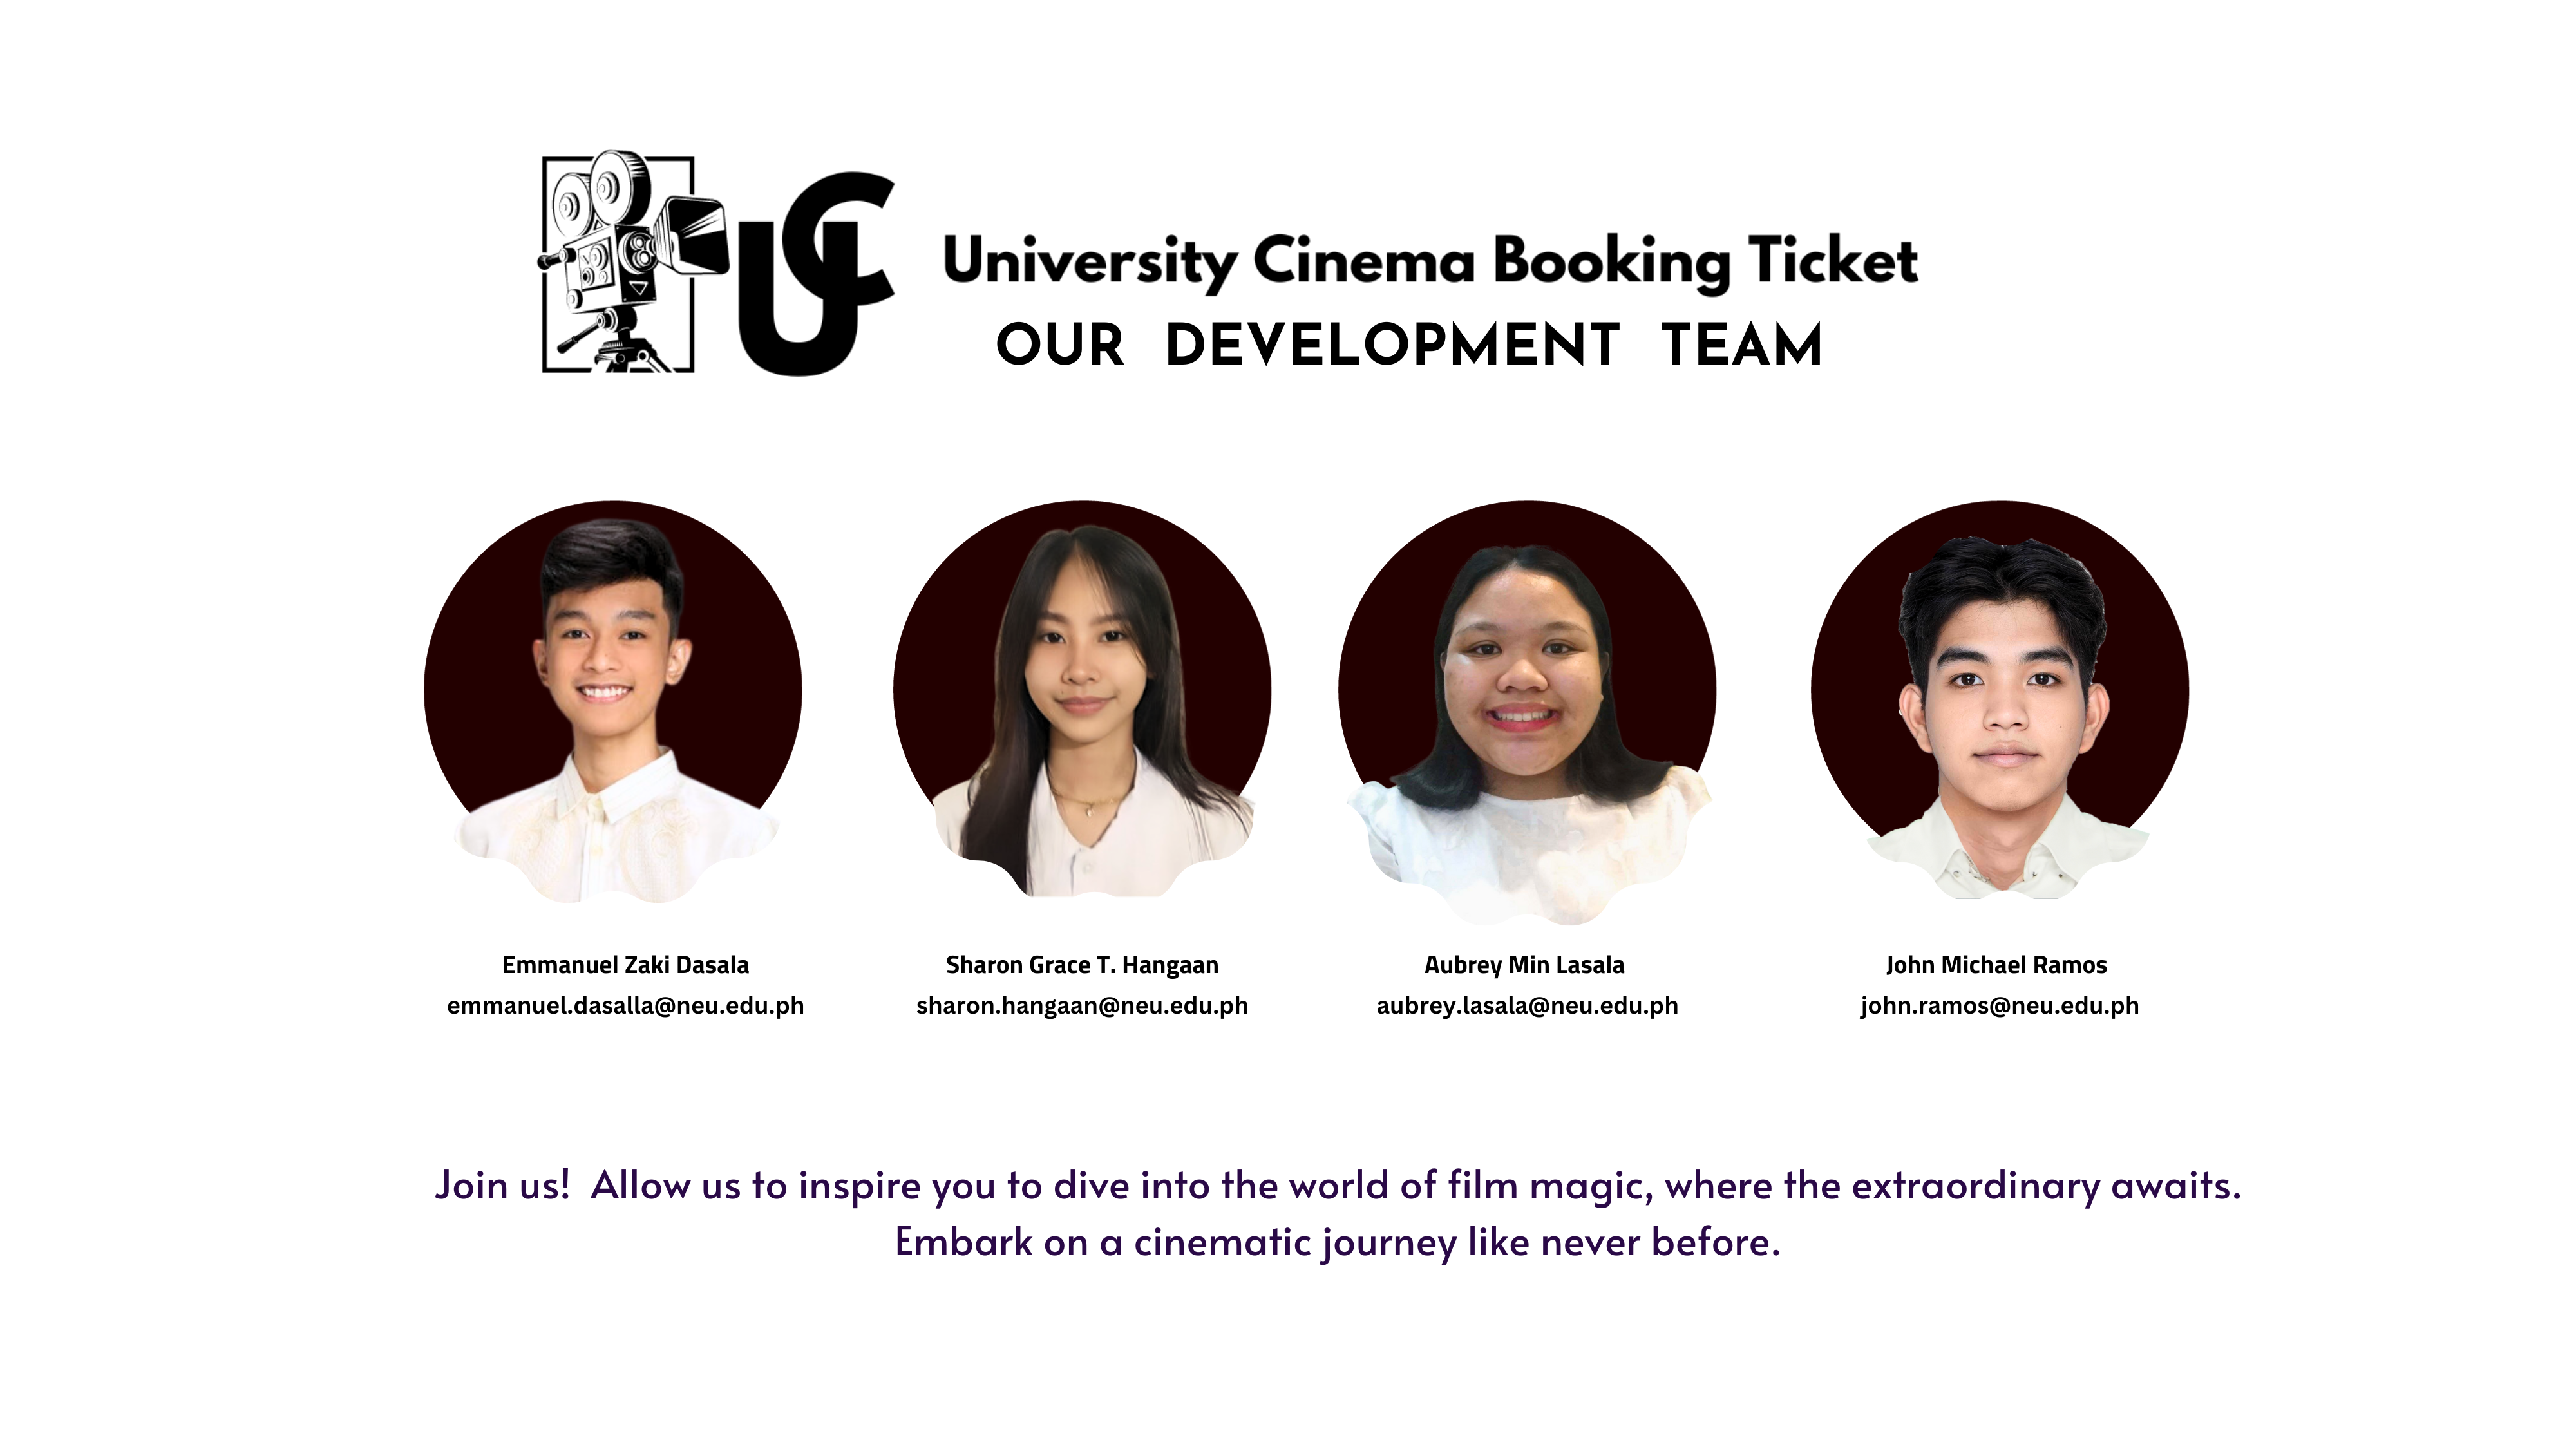 UC
University Cinema Booking Ticket
OUR DEVELOPMENT TEAM
Emmanuel Zaki Dasala
emmanuel.dasalla@neu.edu.ph
Sharon Grace T. Hangaan
sharon.hangaan@neu.edu.ph
Aubrey Min Lasala
aubrey.lasala@neu.edu.ph
John Michael Ramos
john.ramos@neu.edu.ph
Join us! Allow us to inspire you to dive into the world of film magic, where the extraordinary awaits.
Embark on a cinematic journey like never before.